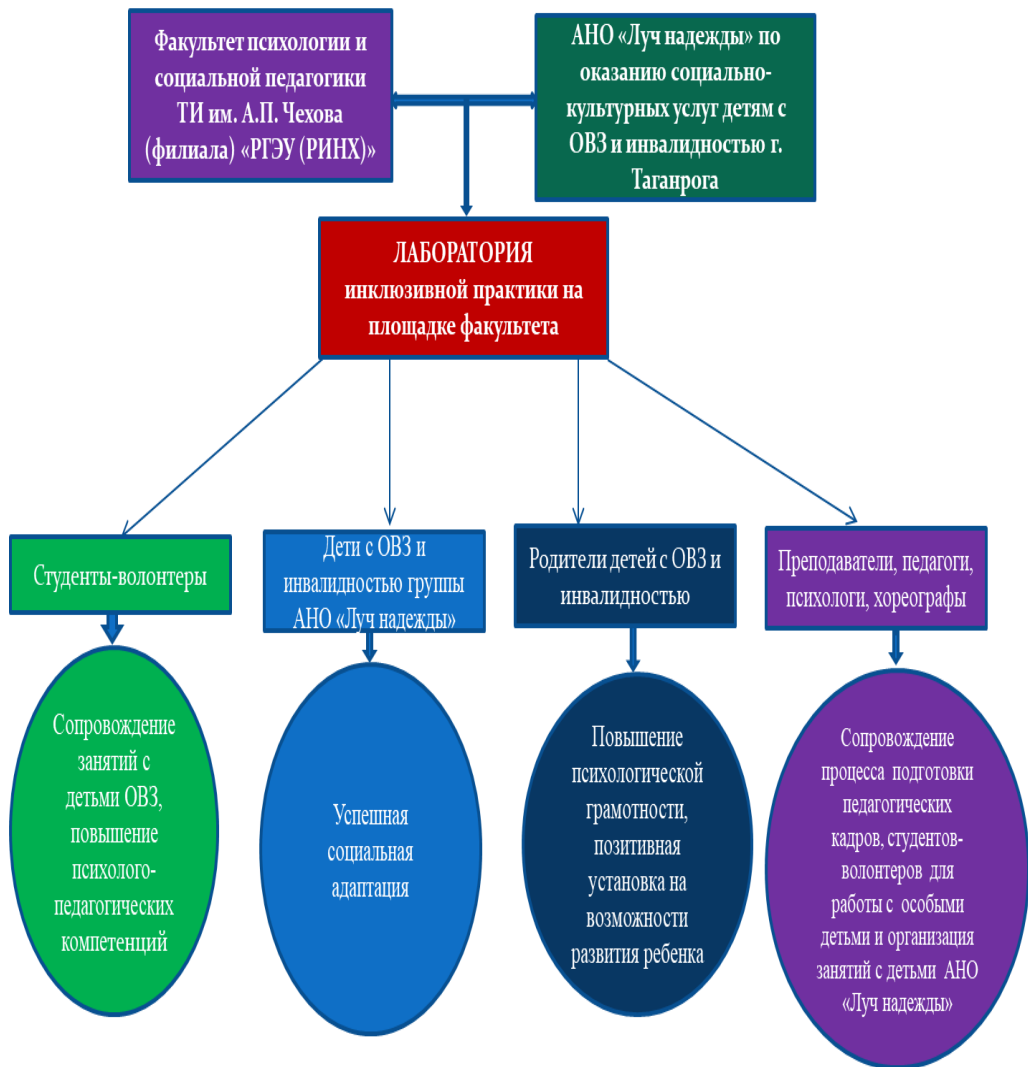 Факультет психологии и
социальной педагогики
ТИ им. А.П. Чехова
(филиала) «РГЭУ (РИНХ)»
АНО «Луч надежды» по
оказанию социально-
культурных услуг детям с
ОВЗ и инвалидностью г.
Таганрога
ЛАБОРАТОРИЯ
инклюзивной практики на
площадке факультета
Студенты-волонтеры
Дети с ОВЗ и
инвалидностью группы
АНО «Луч надежды»
Родители детей с ОВЗ и
инвалидностью
Преподаватели, педагоги,
психологи, хореографы
Сопровождение
занятий с
детьми ОВЗ,
повышение
психолого-
педагогических
компетенций
Успешная
социальная
адаптация
Повышение
психологической
грамотности,
позитивная
установка на
возможности
развития ребенка
Сопровождение
процесса подготовки
педагогических
кадров, студентов-
волонтеров для
работы с особыми
детьми и организация
занятий с детьми АНО
«Луч надежды»